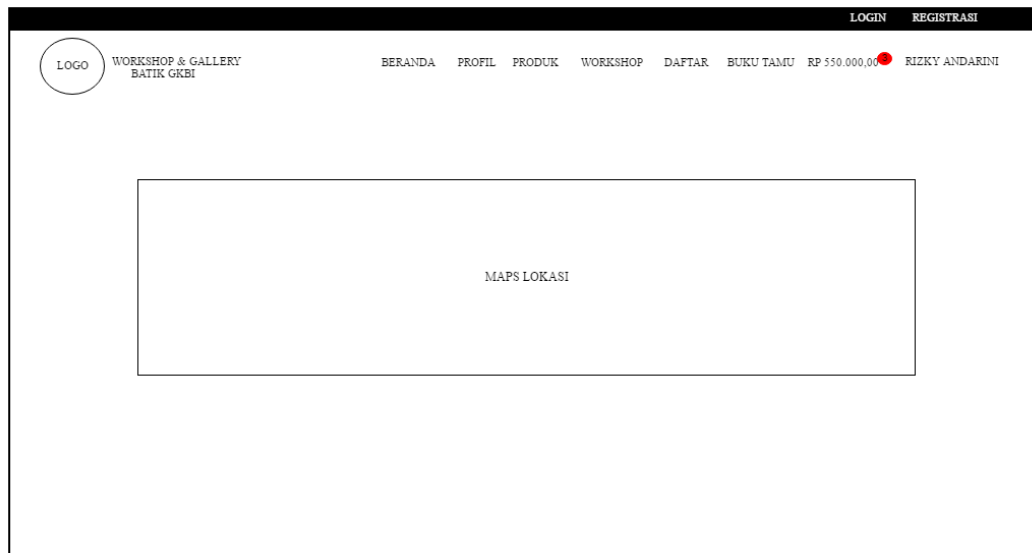 LOGIN REGISTRASI
LOGO
WORKSHOP & GALLERY
BATIK GKBI
BERANDA PROFIL PRODUK WORKSHOP DAFTAR BUKU TAMU RP 550.000,00 3 RIZKY ANDARINI
MAPS LOKASI